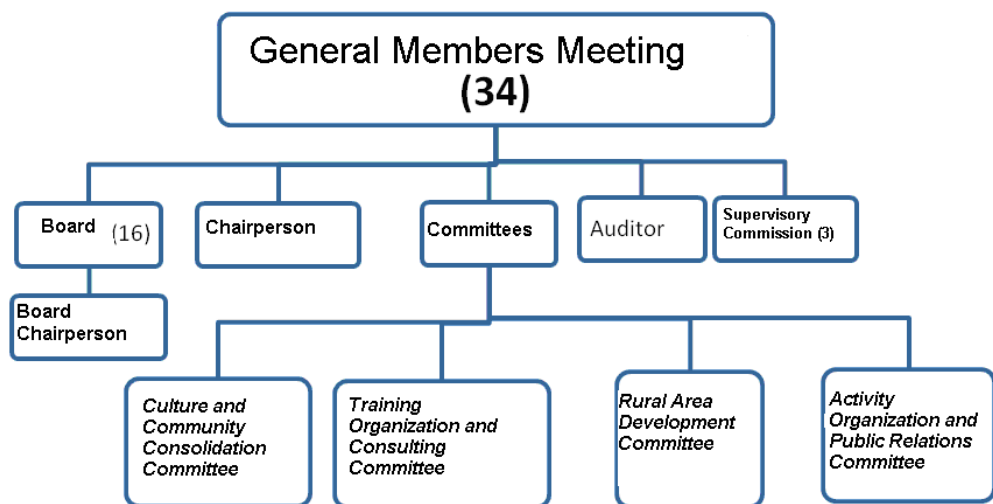 General Members Meeting
(34)
Board (16)
Chairperson
Committees
Auditor
Supervisory
Commission (3)
Board
Chairperson
Culture and
Community
Consolidation
Committee
Training
Organization and
Consulting
Committee
Rural Area
Development
Committee
Activity
Organization and
Public Relations
Committee